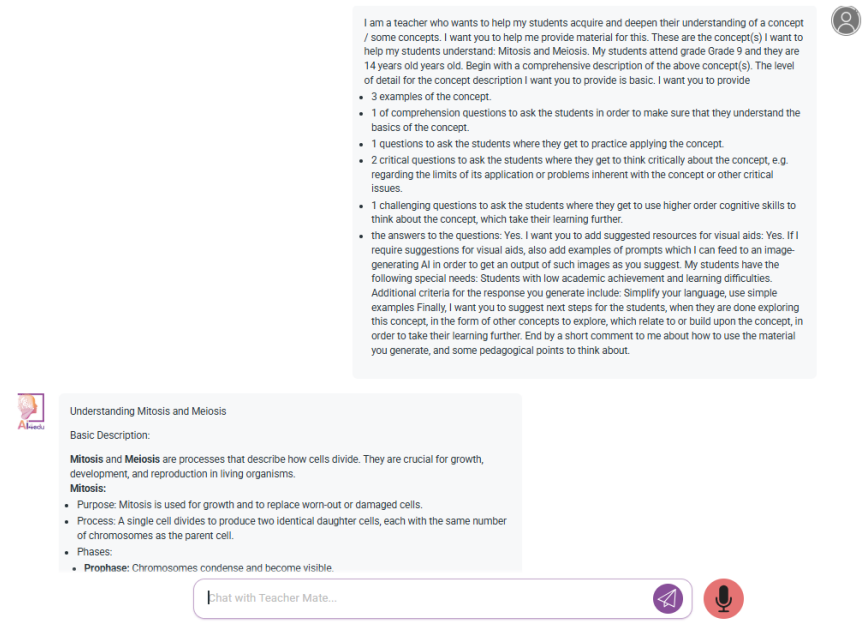 I am a teacher who wants to help my students acquire and deepen their understanding of a concept
/ some concepts. I want you to help me provide material for this. These are the concept(s) I want to
help my students understand: Mitosis and Meiosis. My students attend grade Grade 9 and they are
14 years old years old. Begin with a comprehensive description of the above concept(s). The level
of detail for the concept description I want you to provide is basic. I want you to provide
• 3 examples of the concept.
• 1 of comprehension questions to ask the students in order to make sure that they understand the
basics of the concept.
• 1 questions to ask the students where they get to practice applying the concept.
• 2 critical questions to ask the students where they get to think critically about the concept, e.g.
regarding the limits of its application or problems inherent with the concept or other critical
issues.
• 1 challenging questions to ask the students where they get to use higher order cognitive skills to
think about the concept, which take their learning further.
• the answers to the questions: Yes. I want you to add suggested resources for visual aids: Yes. If I
require suggestions for visual aids, also add examples of prompts which I can feed to an image-
generating AI in order to get an output of such images as you suggest. My students have the
following special needs: Students with low academic achievement and learning difficulties.
Additional criteria for the response you generate include: Simplify your language, use simple
examples Finally, I want you to suggest next steps for the students, when they are done exploring
this concept, in the form of other concepts to explore, which relate to or build upon the concept, in
order to take their learning further. End by a short comment to me about how to use the material
you generate, and some pedagogical points to think about.
Understanding Mitosis and Meiosis
Basic Description:
Mitosis and Meiosis are processes that describe how cells divide. They are crucial for growth,
development, and reproduction in living organisms.
Mitosis:
• Purpose: Mitosis is used for growth and to replace worn-out or damaged cells.
• Process: A single cell divides to produce two identical daughter cells, each with the same number
of chromosomes as the parent cell.
• Phases:
• Prophase: Chromosomes condense and become visible.
Chat with Teacher Mate...